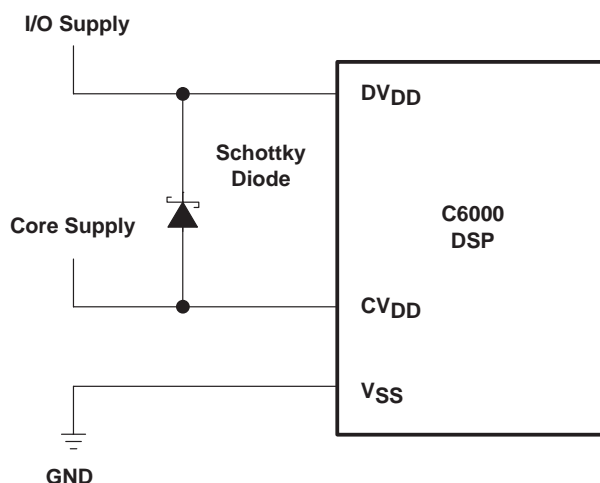 I/O Supply
DVDD
Schottky
Diode
C6000
DSP
Core Supply
CVDD
VSS
GND